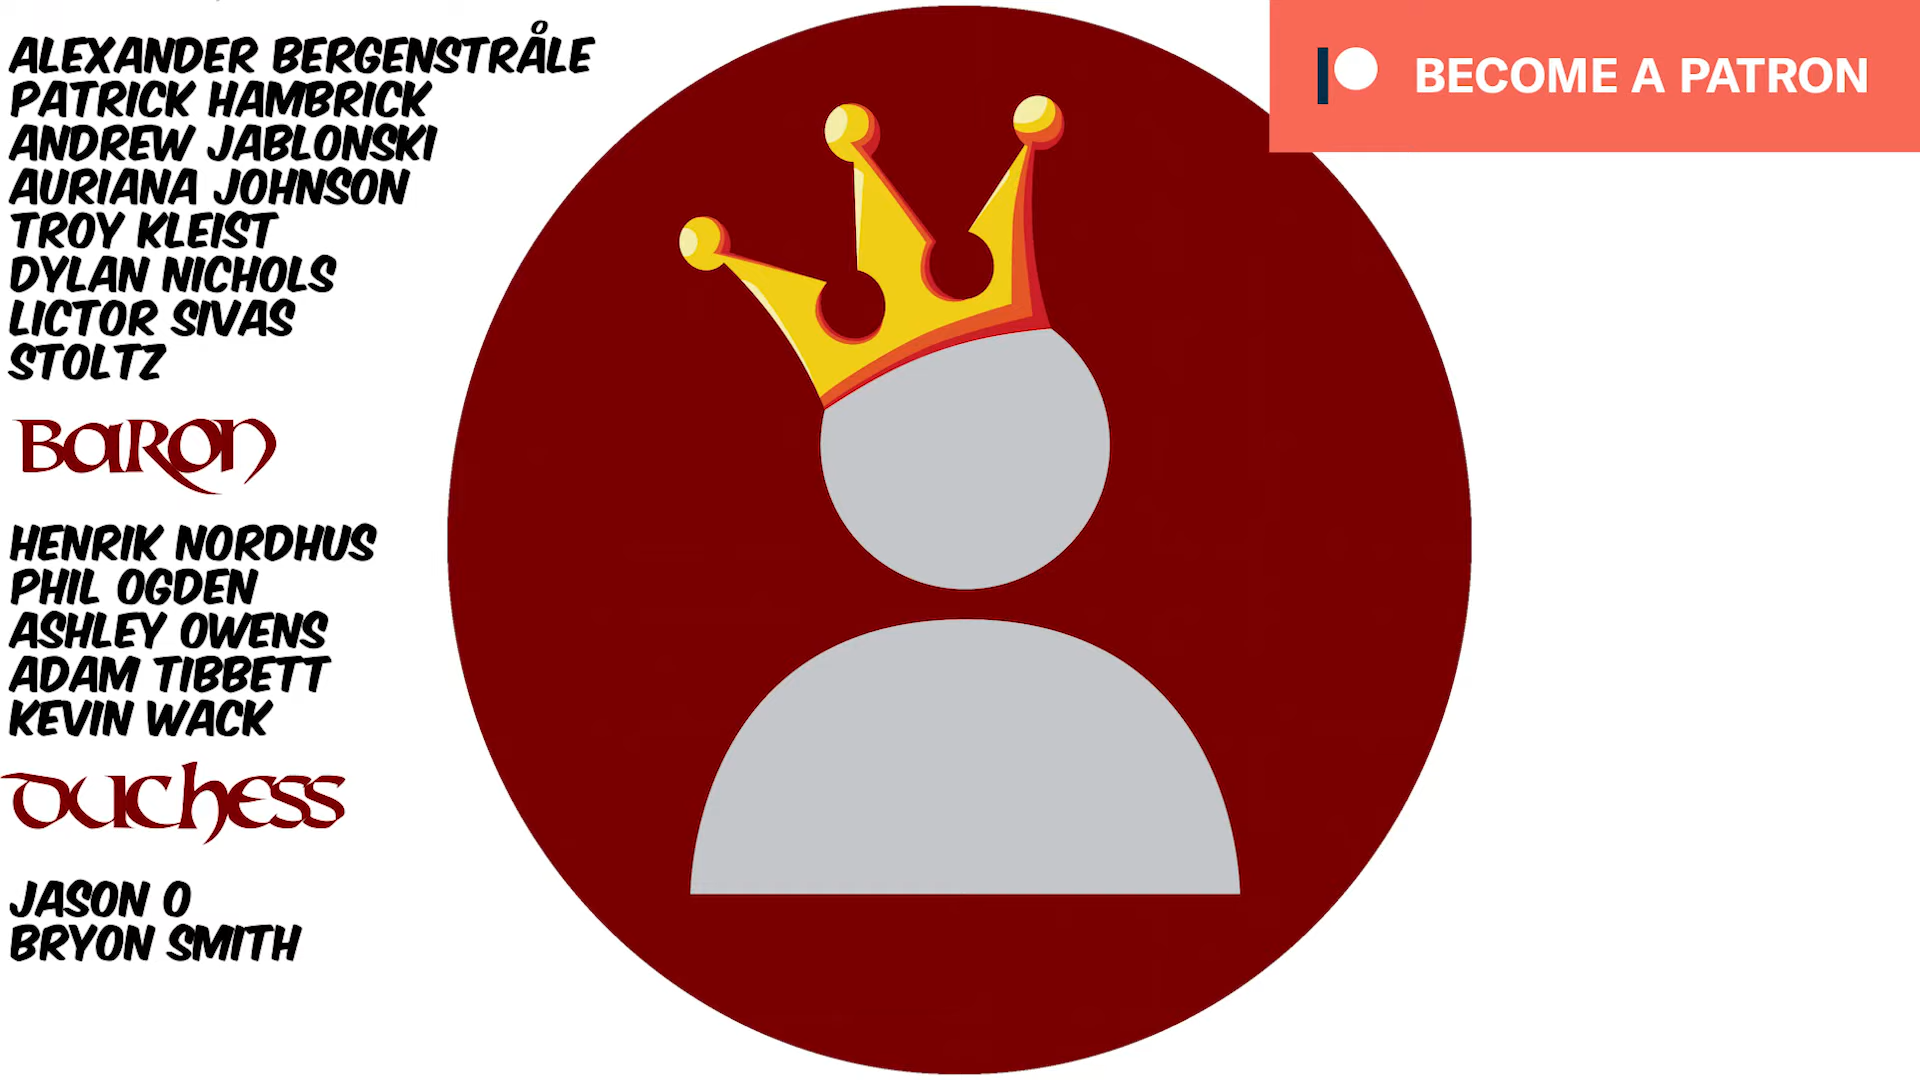 ALEXANDER BERGENSTRÅLE
PATRICK HAMBRICK
ANDREW JABLONSKI
AURIANA JOHNSON
TROY KLEIST
DYLAN NICHOLS
LICTOR SIVAS
STOLTZ
BARON
HENRIK NORDHUS
PHIL OGDEN
ASHLEY OWENS
ADAM TIBBETT
KEVIN WACK
DUCHESS
JASON O
BRYON SMITH
BECOME A PATRON